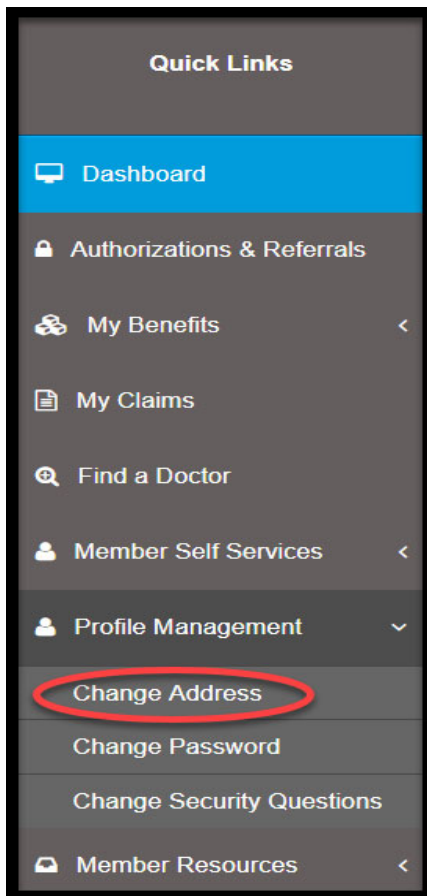 Quick Links
Dashboard
Authorizations & Referrals
My Benefits
My Claims
Find a Doctor
Member Self Services
Profile Management
Change Address
Change Password
Change Security Questions
Member Resources